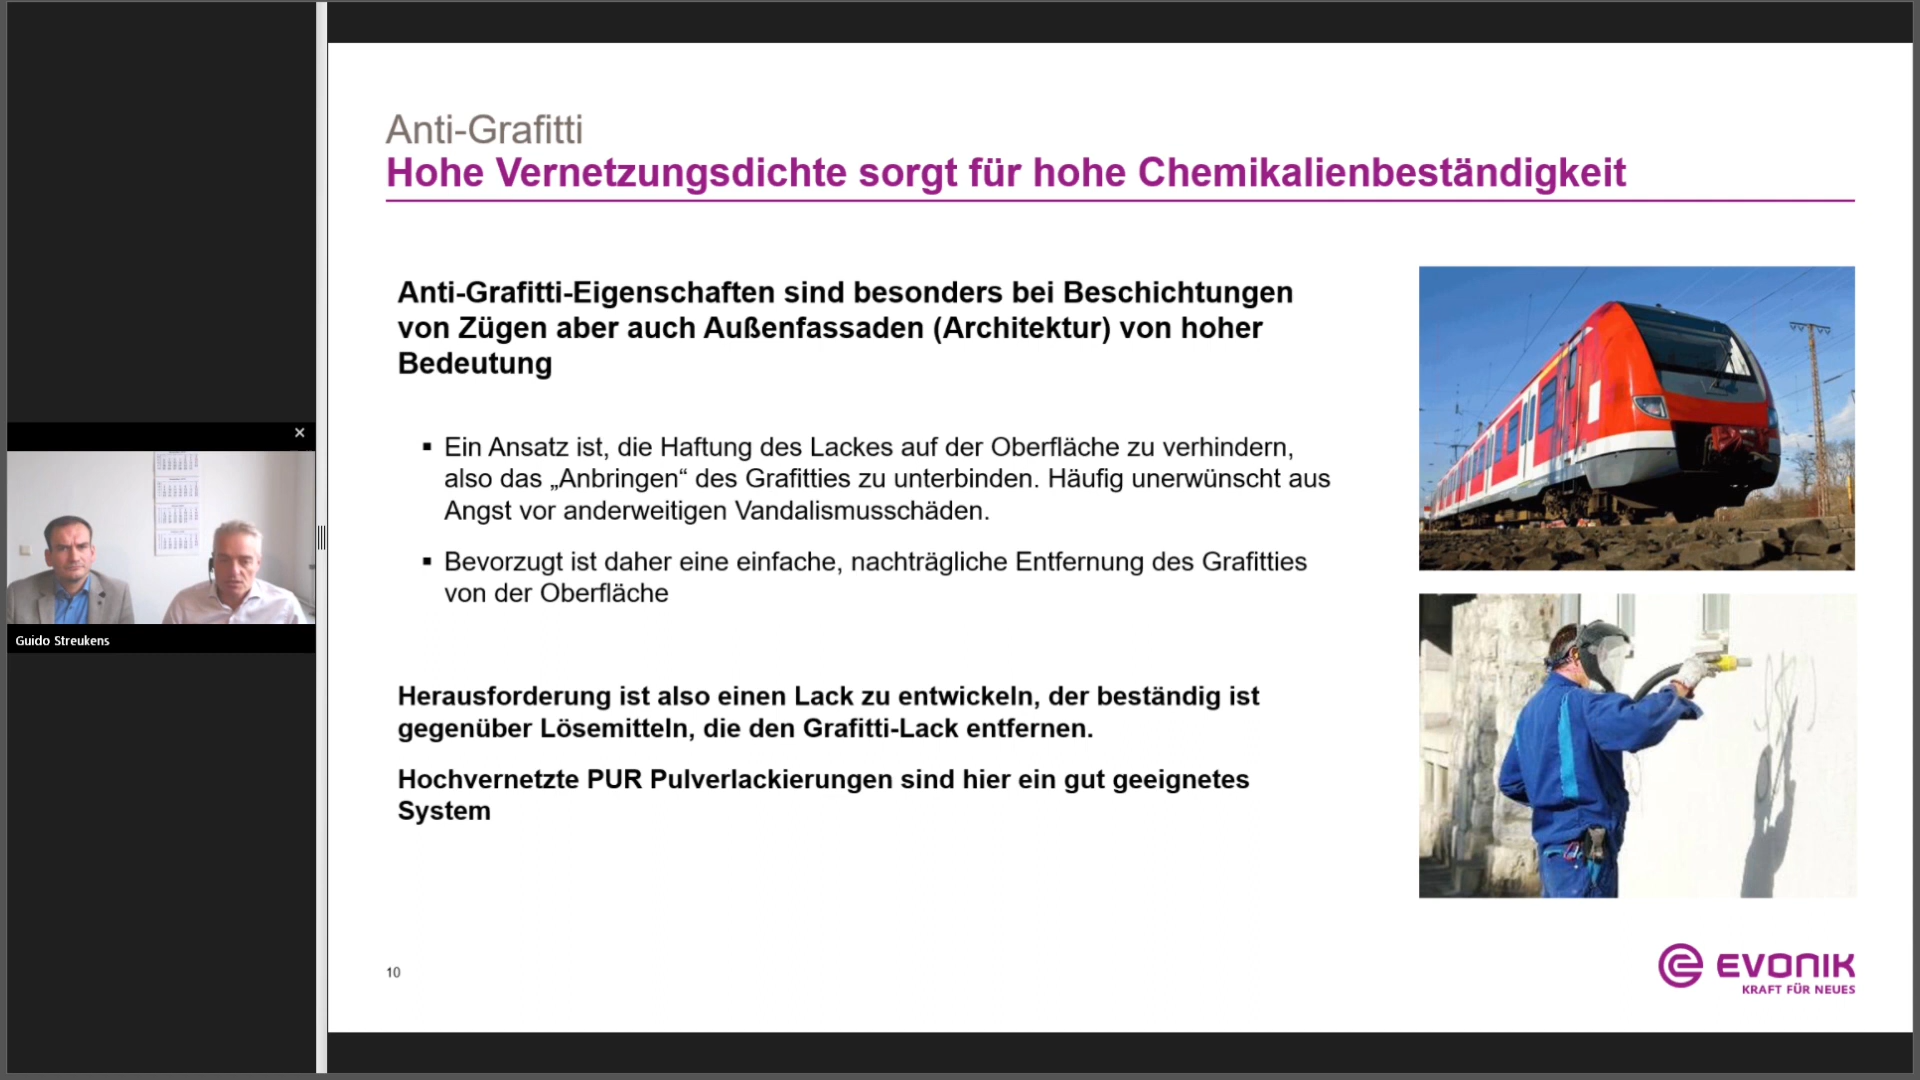 Anti-Grafitti
Hohe Vernetzungsdichte sorgt für hohe Chemikalienbeständigkeit
Anti-Grafitti-Eigenschaften sind besonders bei Beschichtungen
von Zügen aber auch Außenfassaden (Architektur) von hoher
Bedeutung
▪ Ein Ansatz ist, die Haftung des Lackes auf der Oberfläche zu verhindern,
also das „Anbringen“ des Grafitties zu unterbinden. Häufig unerwünscht aus
Angst vor anderweitigen Vandalismusschäden.
▪ Bevorzugt ist daher eine einfache, nachträgliche Entfernung des Grafitties
von der Oberfläche
Herausforderung ist also einen Lack zu entwickeln, der beständig ist
gegenüber Lösemitteln, die den Grafitti-Lack entfernen.
Hochvernetzte PUR Pulverlackierungen sind hier ein gut geeignetes
System
10
EVONIK
KRAFT FÜR NEUES
Guido Streukens